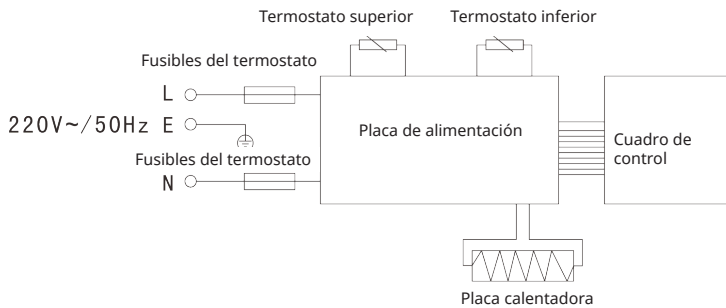 Termostato superior
Termostato inferior
Fusibles del termostato
L
220V~/50Hz E
Placa de alimentación
Cuadro de
control
Fusibles del termostato
N
Placa calentadora